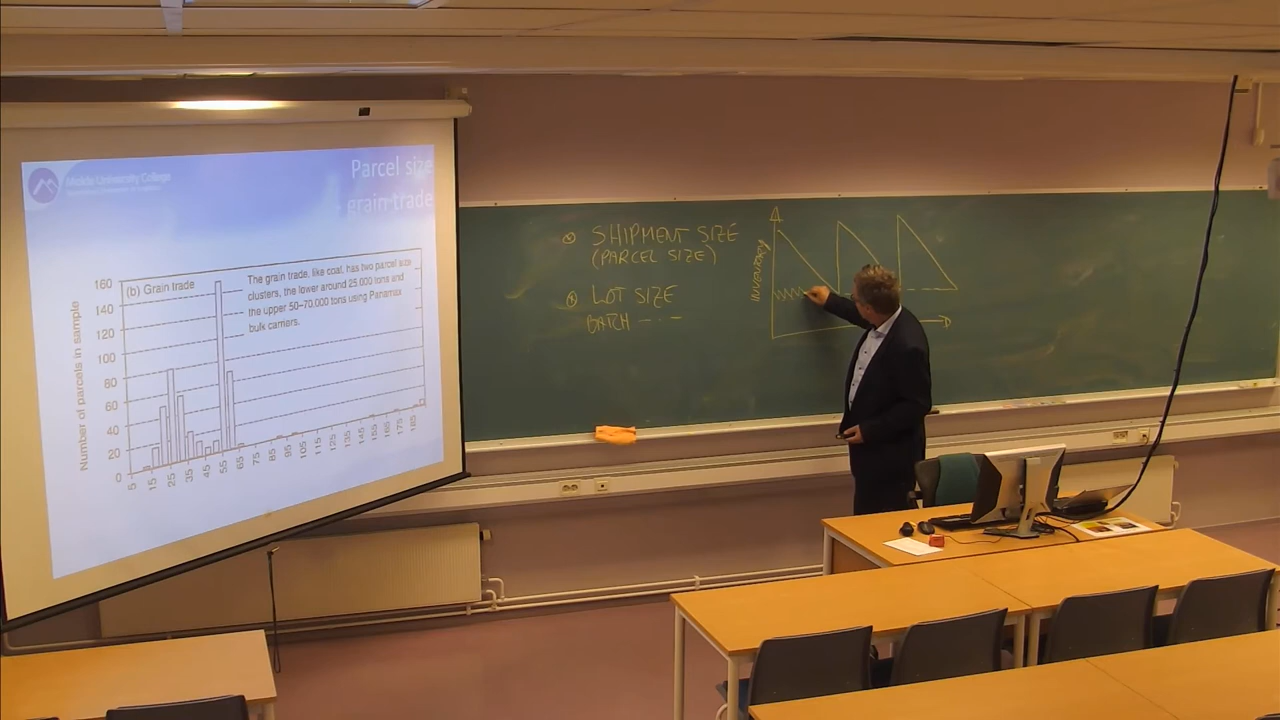 Molde University College
Parcel size
grain trade
(b) Grain trade
The grain trade, like coal, has two parcel size
clusters, the lower around 25,000 tons and
the upper 50–70,000 tons using Panamax
bulk carriers.
Number of parcels in sample
160
140
120
100
80
60
40
20
0
5 15 25 35 45 55 65 75 85 95 105 115 125 135 145 155 165 175 185
⊗ SHIPMENT SIZE
(PARCEL SIZE)
⊗ LOT SIZE
BATCH — · —
INVENTORY